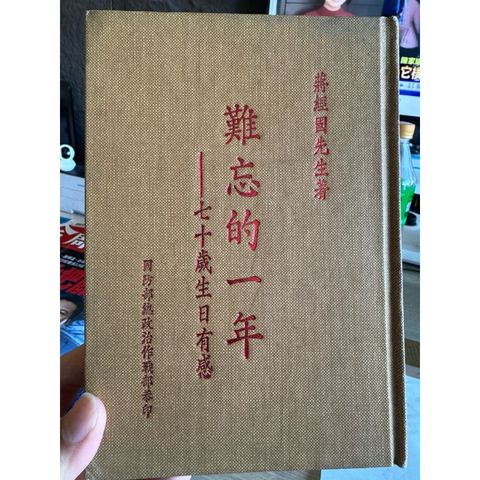 蔣經國先生著
難忘的一年
—七十歲生日有感
國防部總政治作戰部恭印